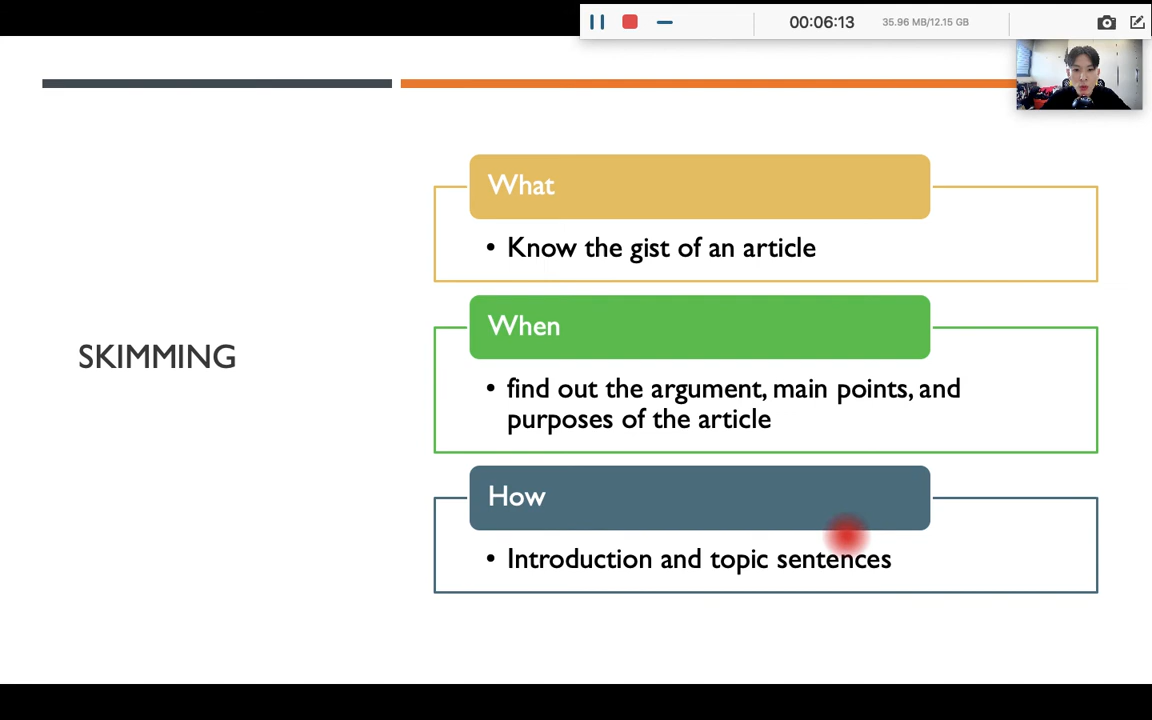 00:06:13
35.96 MB/12.15 GB
SKIMMING
What
• Know the gist of an article
When
• find out the argument, main points, and
purposes of the article
How
• Introduction and topic sentences